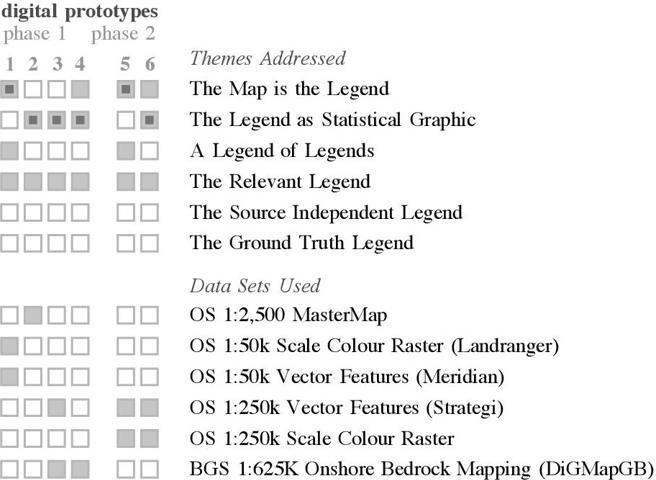 digital prototypes
phase 1 phase 2
1 2 3 4 5 6 Themes Addressed
The Map is the Legend
The Legend as Statistical Graphic
A Legend of Legends
The Relevant Legend
The Source Independent Legend
The Ground Truth Legend
Data Sets Used
OS 1:2,500 MasterMap
OS 1:50k Scale Colour Raster (Landranger)
OS 1:50k Vector Features (Meridian)
OS 1:250k Vector Features (Strategi)
OS 1:250k Scale Colour Raster
BGS 1:625K Onshore Bedrock Mapping (DiGMapGB)